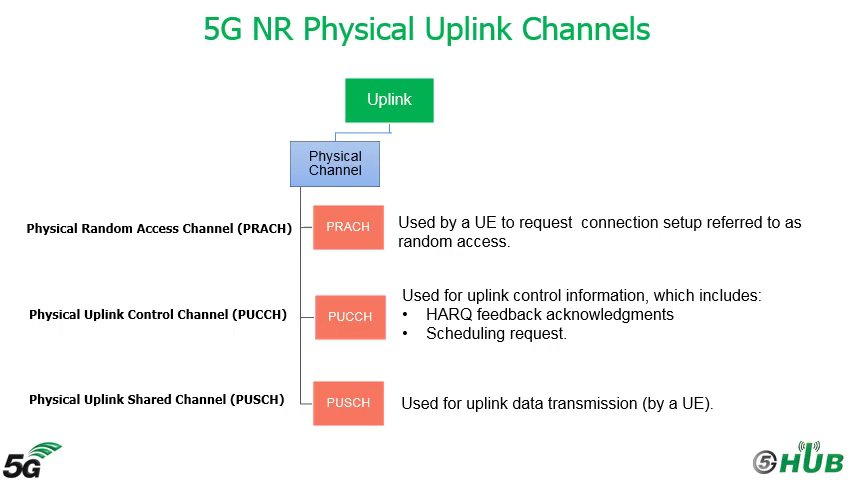 5G NR Physical Uplink Channels
Uplink
Physical
Channel
Physical Random Access Channel (PRACH)
PRACH
Used by a UE to request  connection setup referred to as
random access.
Physical Uplink Control Channel (PUCCH)
PUCCH
Used for uplink control information, which includes:
• HARQ feedback acknowledgments
• Scheduling request.
Physical Uplink Shared Channel (PUSCH)
PUSCH
Used for uplink data transmission (by a UE).
5G
5G HUB